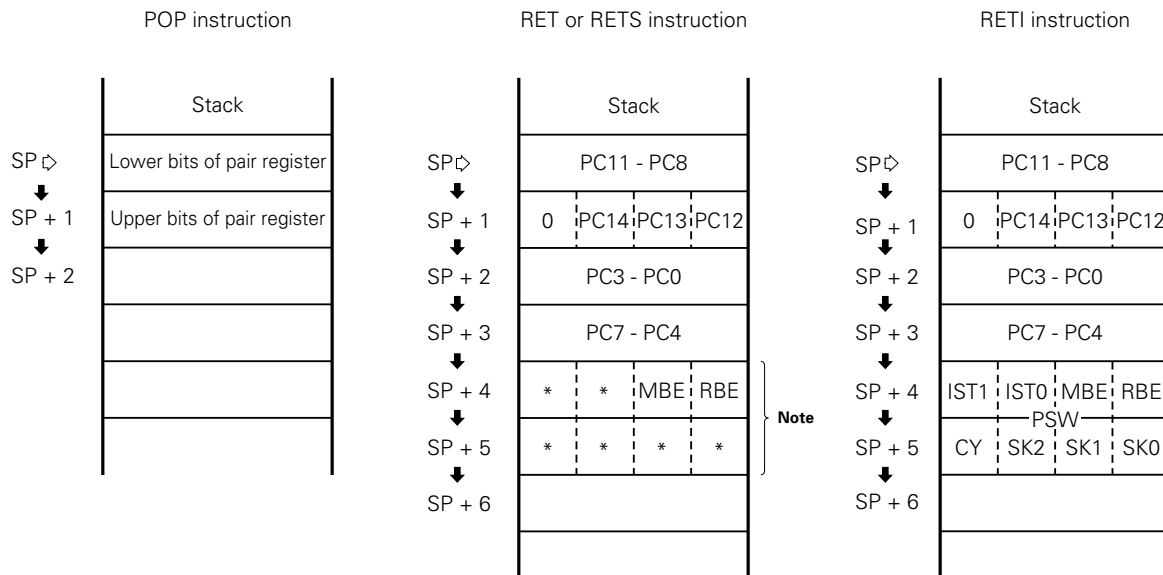 POP instruction
Stack
SP
Lower bits of pair register
SP + 1
Upper bits of pair register
SP + 2
RET or RETS instruction
Stack
SP
PC11 - PC8
SP + 1
0 PC14 PC13 PC12
SP + 2
PC3 - PC0
SP + 3
PC7 - PC4
SP + 4
* * MBE RBE
Note
SP + 5
* * * *
SP + 6
RETI instruction
Stack
SP
PC11 - PC8
SP + 1
0 PC14 PC13 PC12
SP + 2
PC3 - PC0
SP + 3
PC7 - PC4
SP + 4
IST1 IST0 MBE RBE
PSW
SP + 5
CY SK2 SK1 SK0
SP + 6